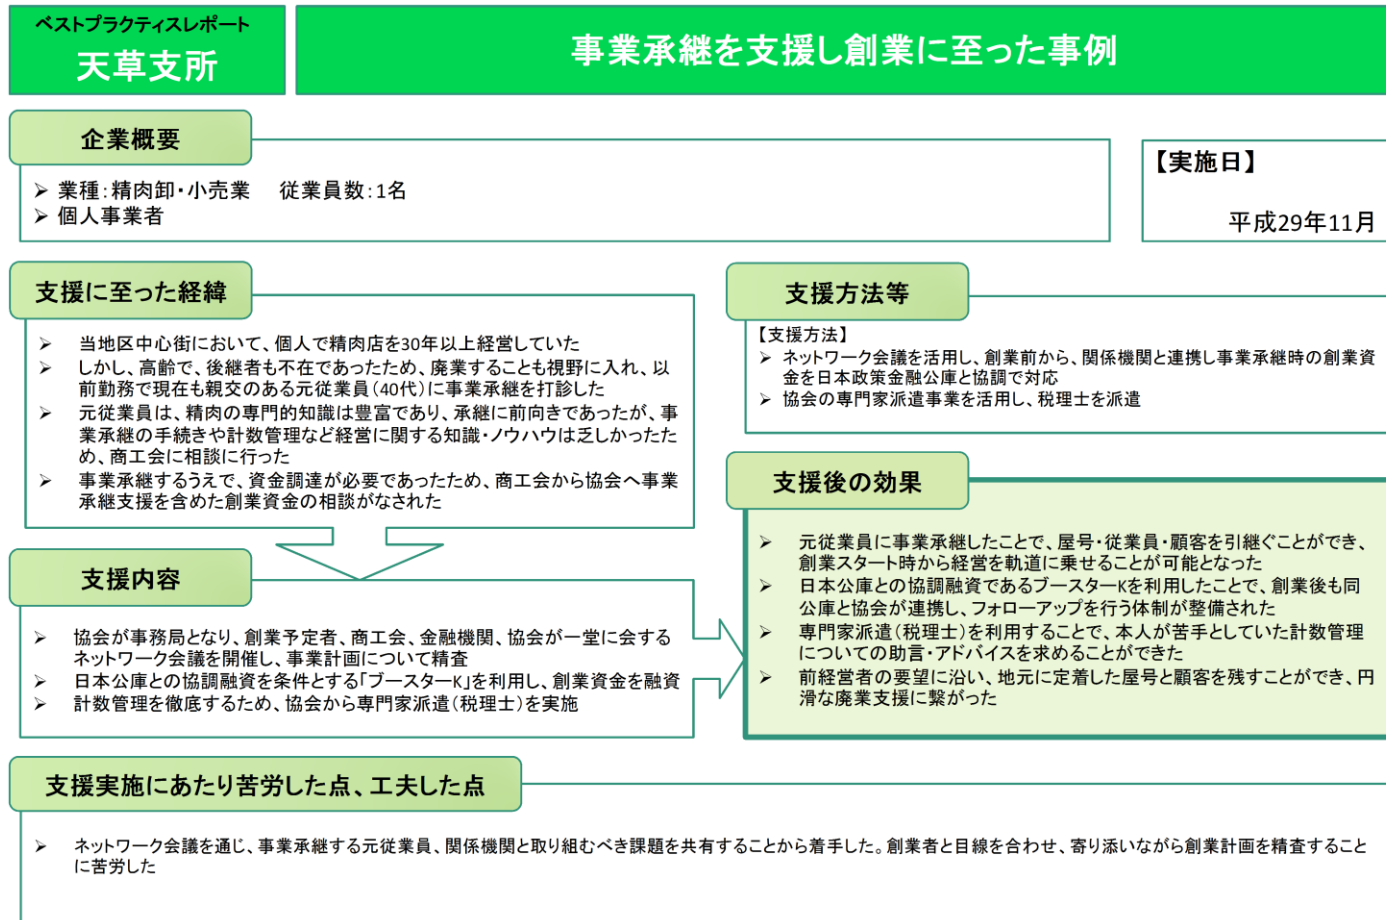 ベストプラクティスレポート
天草支所
事業承継を支援し創業に至った事例
企業概要
➢ 業種：精肉卸・小売業　従業員数：1名
➢ 個人事業者
【実施日】
平成29年11月
支援に至った経緯
➢ 当地区中心街において、個人で精肉店を30年以上経営していた
➢ しかし、高齢で、後継者も不在であったため、廃業することも視野に入れ、以
前勤務で現在も親交のある元従業員（40代）に事業承継を打診した
➢ 元従業員は、精肉の専門的知識は豊富であり、承継に前向きであったが、事
業承継の手続きや計数管理など経営に関する知識・ノウハウは乏しかったた
め、商工会に相談に行った
➢ 事業承継するうえで、資金調達が必要であったため、商工会から協会へ事業
承継支援を含めた創業資金の相談がなされた
支援内容
➢ 協会が事務局となり、創業予定者、商工会、金融機関、協会が一堂に会する
ネットワーク会議を開催し、事業計画について精査
➢ 日本公庫との協調融資を条件とする「ブースターK」を利用し、創業資金を融資
➢ 計数管理を徹底するため、協会から専門家派遣（税理士）を実施
支援方法等
【支援方法】
➢ ネットワーク会議を活用し、創業前から、関係機関と連携し事業承継時の創業資
金を日本政策金融公庫と協調で対応
➢ 協会の専門家派遣事業を活用し、税理士を派遣
支援後の効果
➢ 元従業員に事業承継したことで、屋号・従業員・顧客を引継ぐことができ、
創業スタート時から経営を軌道に乗せることが可能となった
➢ 日本公庫との協調融資であるブースターKを利用したことで、創業後も同
公庫と協会が連携し、フォローアップを行う体制が整備された
➢ 専門家派遣（税理士）を利用することで、本人が苦手としていた計数管理
についての助言・アドバイスを求めることができた
➢ 前経営者の要望に沿い、地元に定着した屋号と顧客を残すことができ、円
滑な廃業支援に繋がった
支援実施にあたり苦労した点、工夫した点
➢ ネットワーク会議を通じ、事業承継する元従業員、関係機関と取り組むべき課題を共有することから着手した。創業者と目線を合わせ、寄り添いながら創業計画を精査すること
に苦労した